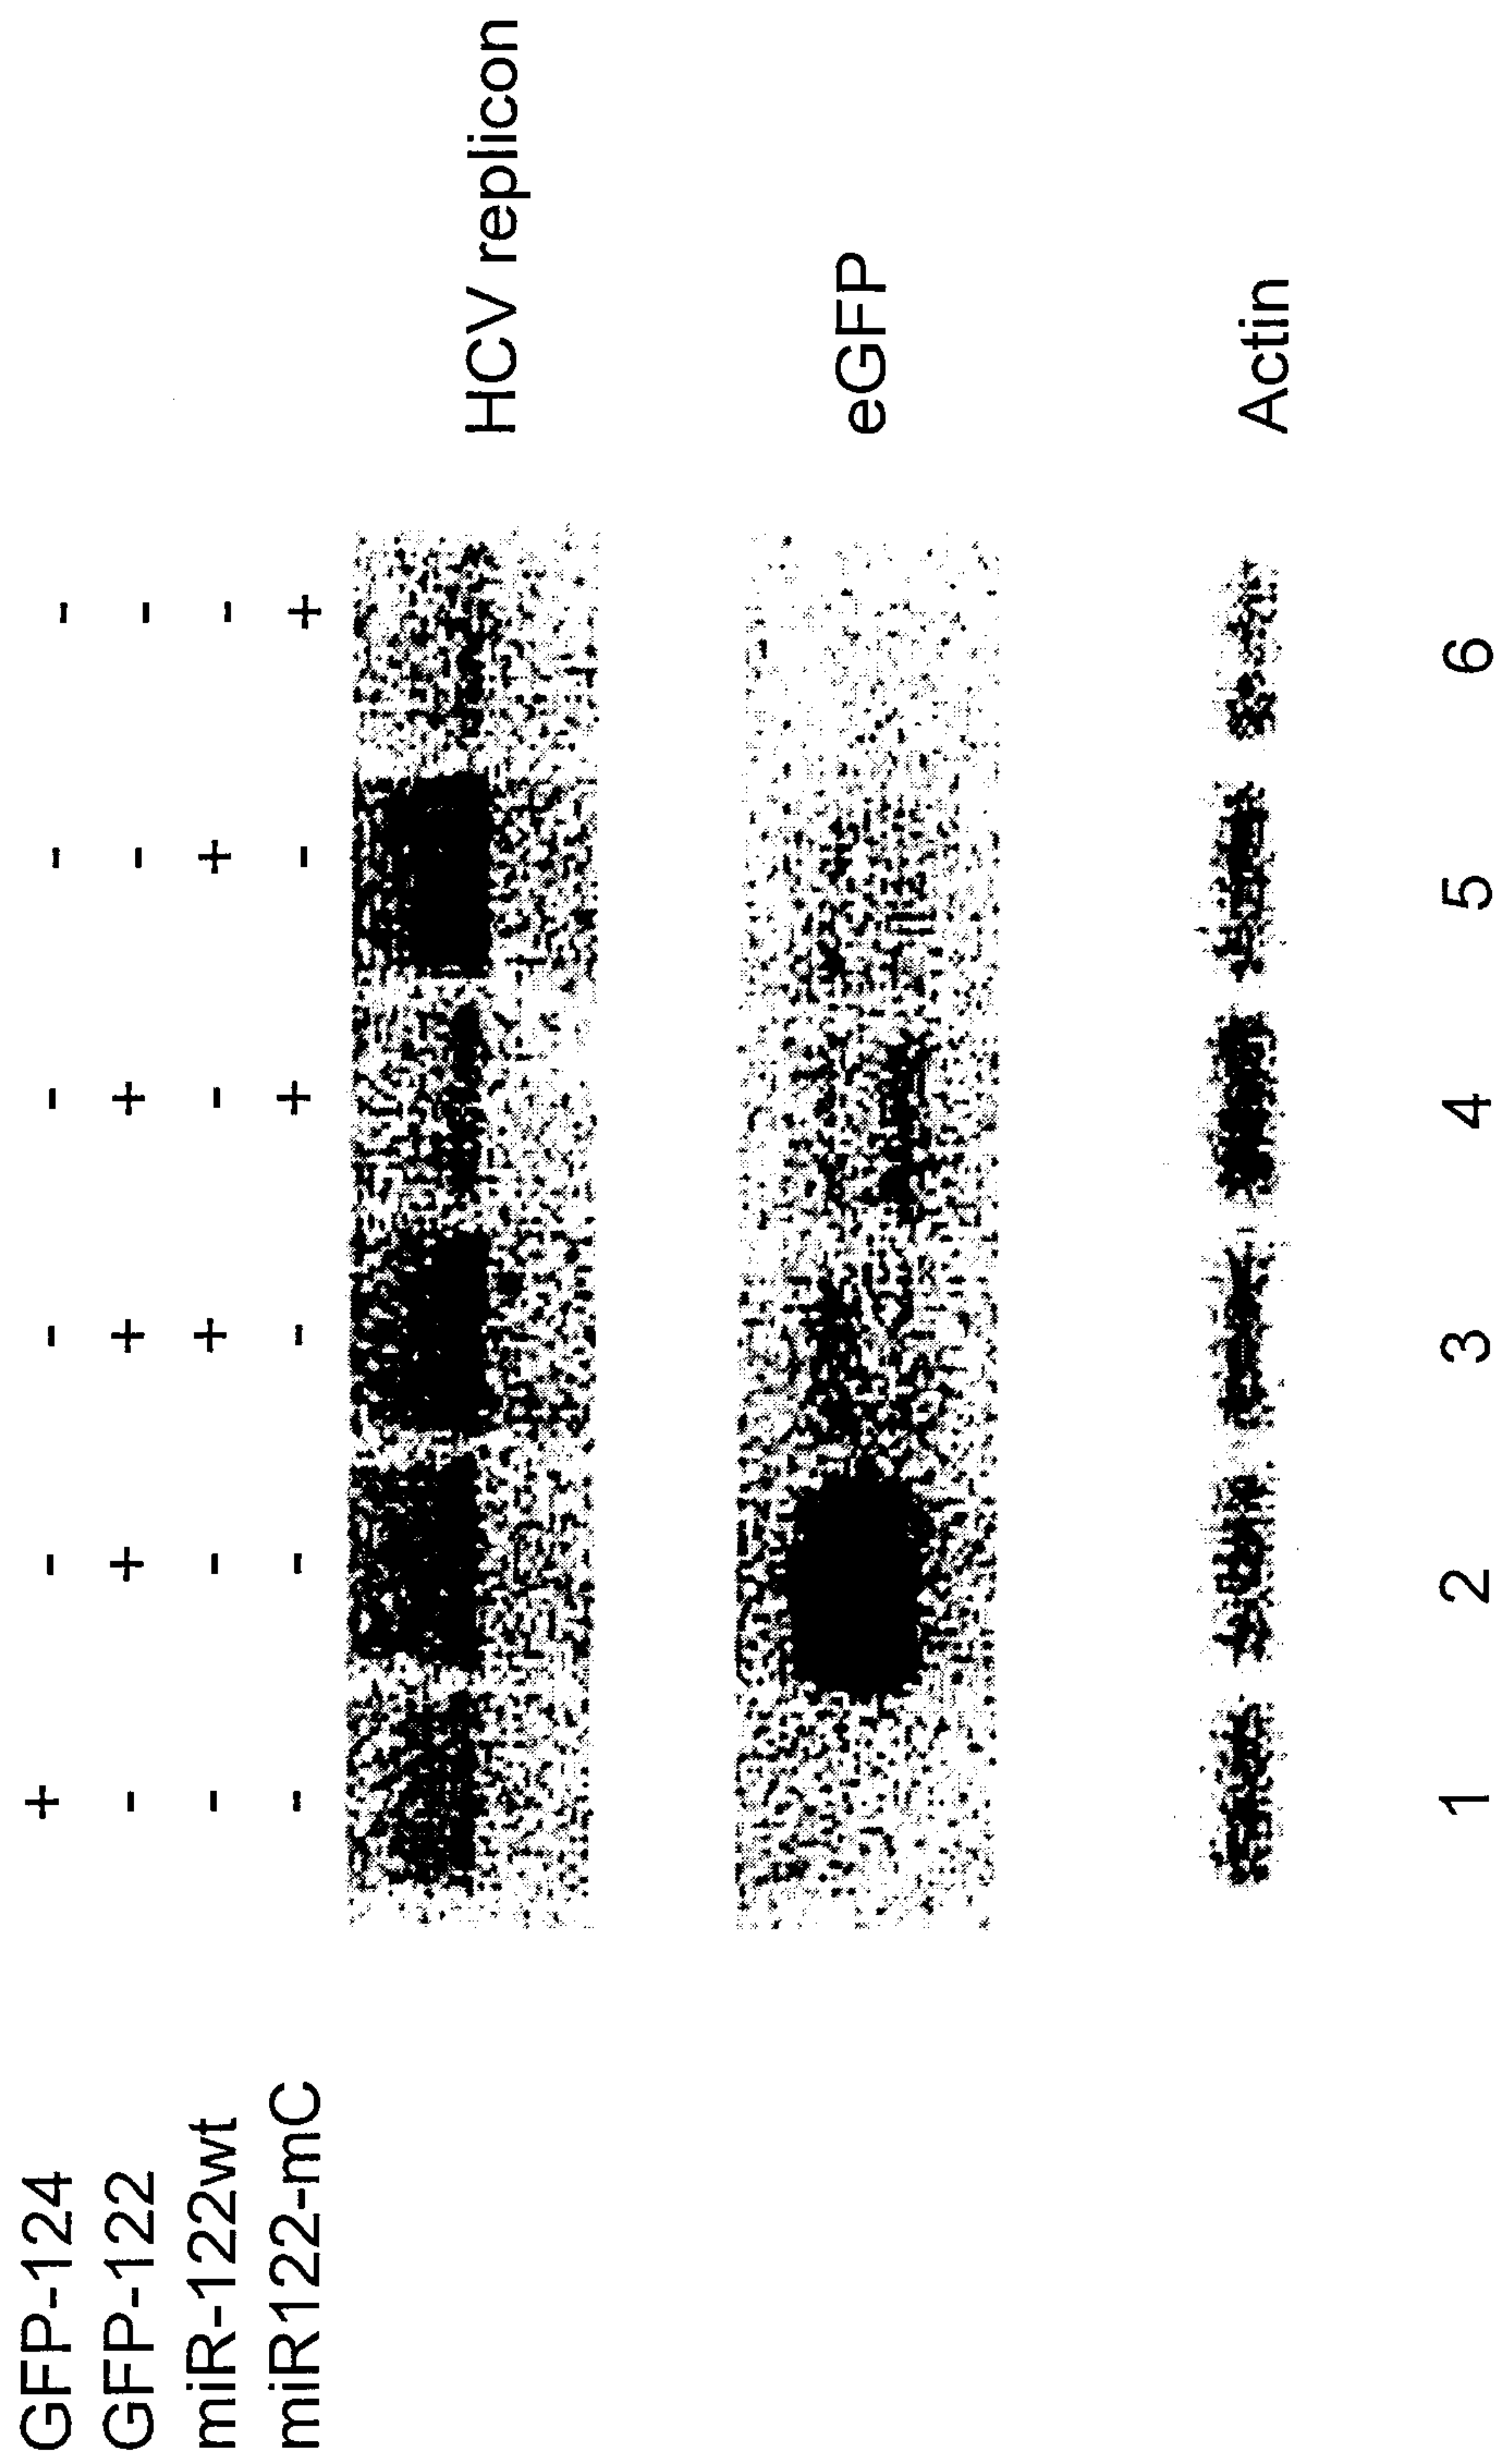 GFP-124 + - - - - -
GFP-122 - + + + - -
miR-122wt - - + - + -
miR122-mC - - - + - +
HCV replicon
eGFP
Actin
1 2 3 4 5 6